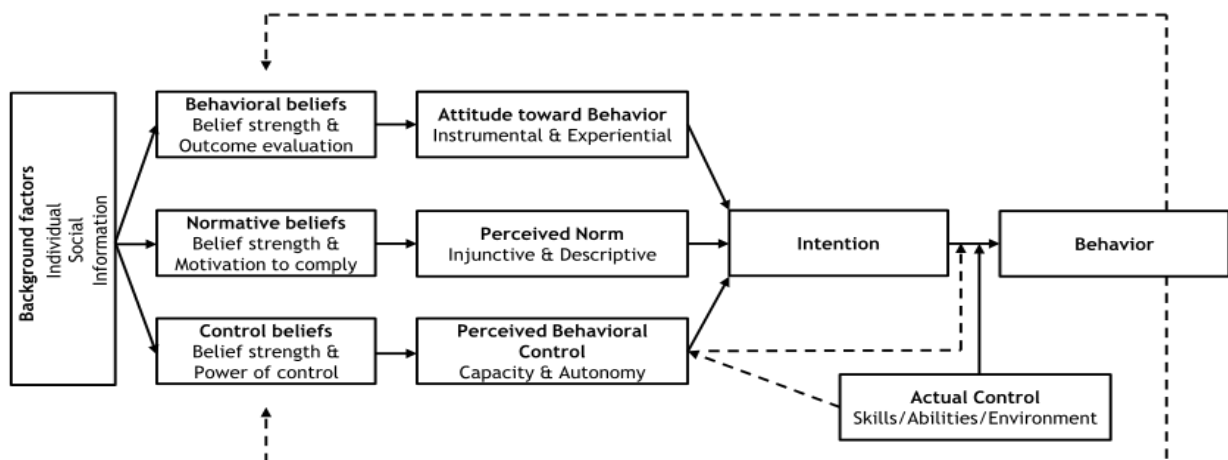 Background factors
Individual
Social
Information
Behavioral beliefs
Belief strength &
Outcome evaluation
Normative beliefs
Belief strength &
Motivation to comply
Control beliefs
Belief strength &
Power of control
Attitude toward Behavior
Instrumental & Experiential
Perceived Norm
Injunctive & Descriptive
Perceived Behavioral
Control
Capacity & Autonomy
Intention
Behavior
Actual Control
Skills/Abilities/Environment